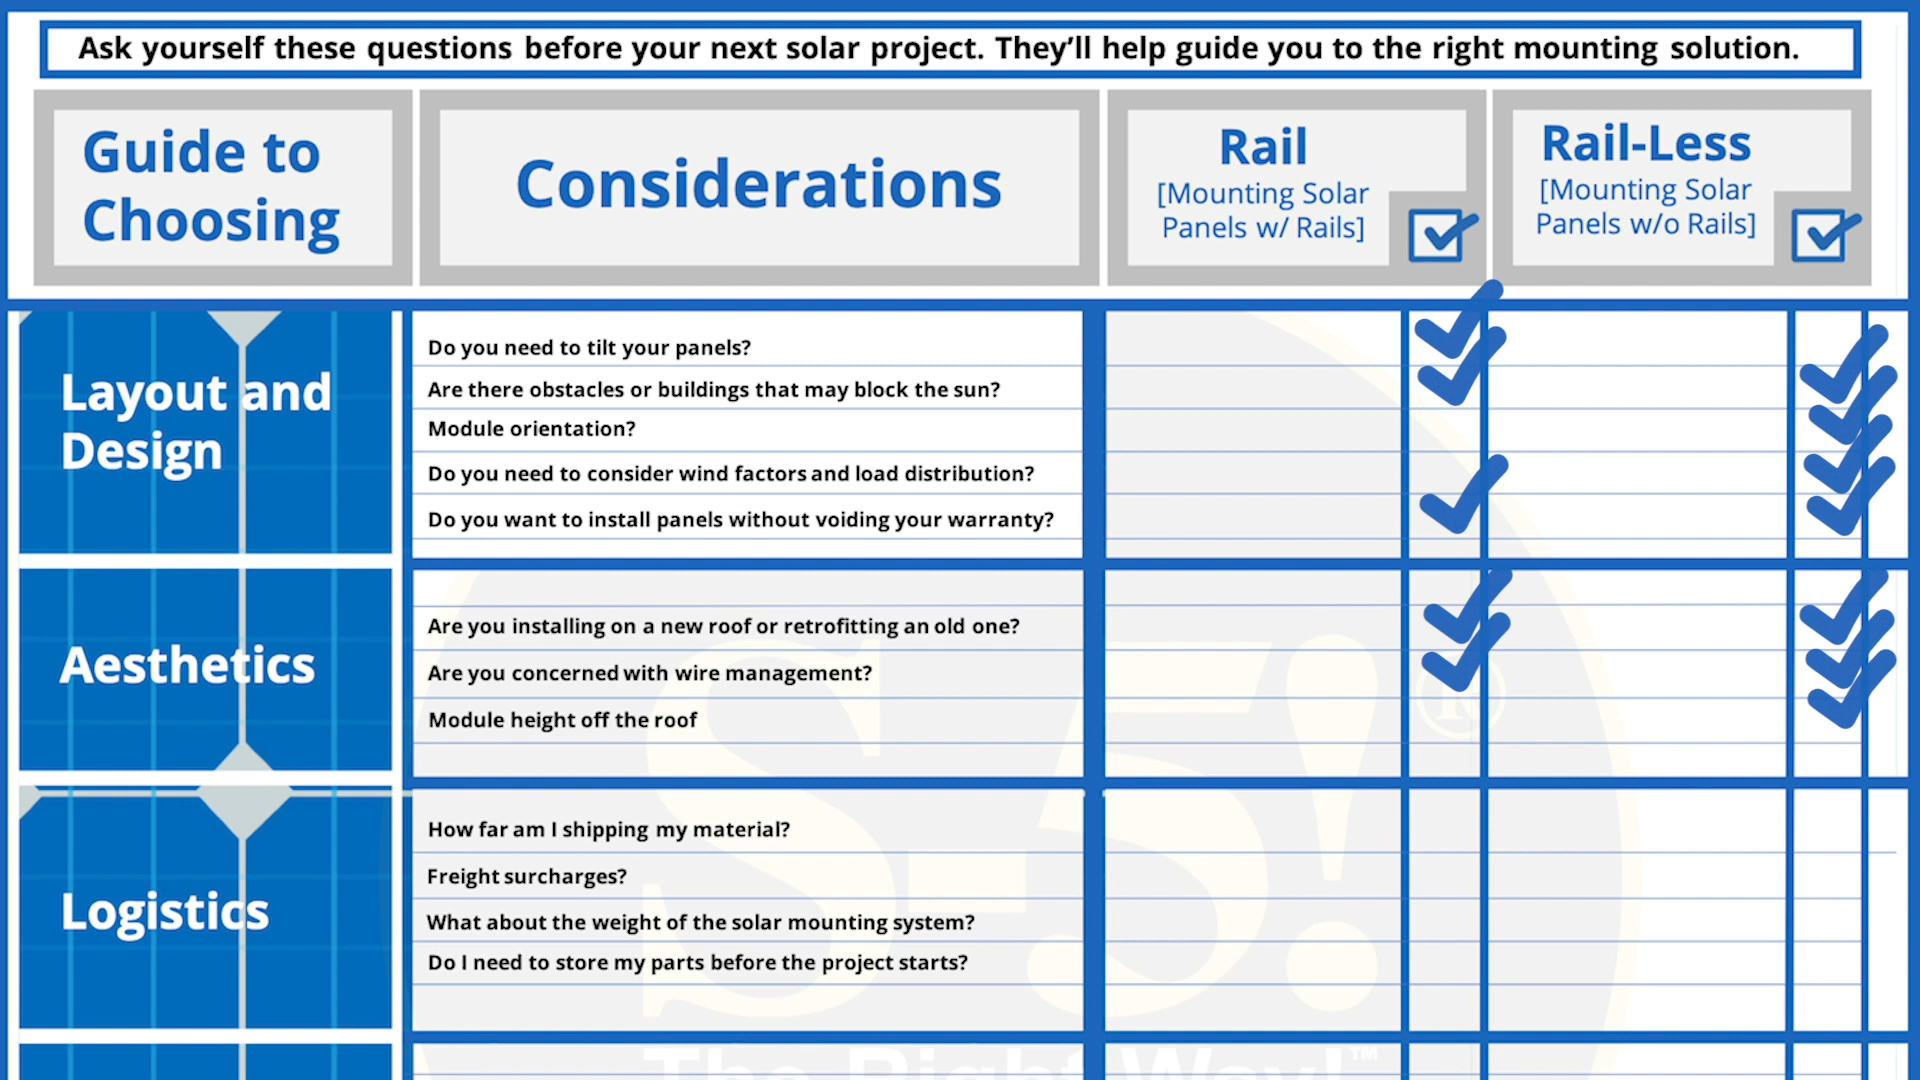 Ask yourself these questions before your next solar project. They’ll help guide you to the right mounting solution.
Guide to
Choosing
Considerations
Rail
[Mounting Solar
Panels w/ Rails]
Rail-Less
[Mounting Solar
Panels w/o Rails]
Layout and
Design
Do you need to tilt your panels?
Are there obstacles or buildings that may block the sun?
Module orientation?
Do you need to consider wind factors and load distribution?
Do you want to install panels without voiding your warranty?
Aesthetics
Are you installing on a new roof or retrofitting an old one?
Are you concerned with wire management?
Module height off the roof
Logistics
How far am I shipping my material?
Freight surcharges?
What about the weight of the solar mounting system?
Do I need to store my parts before the project starts?
S-5!®
The Right Way!™